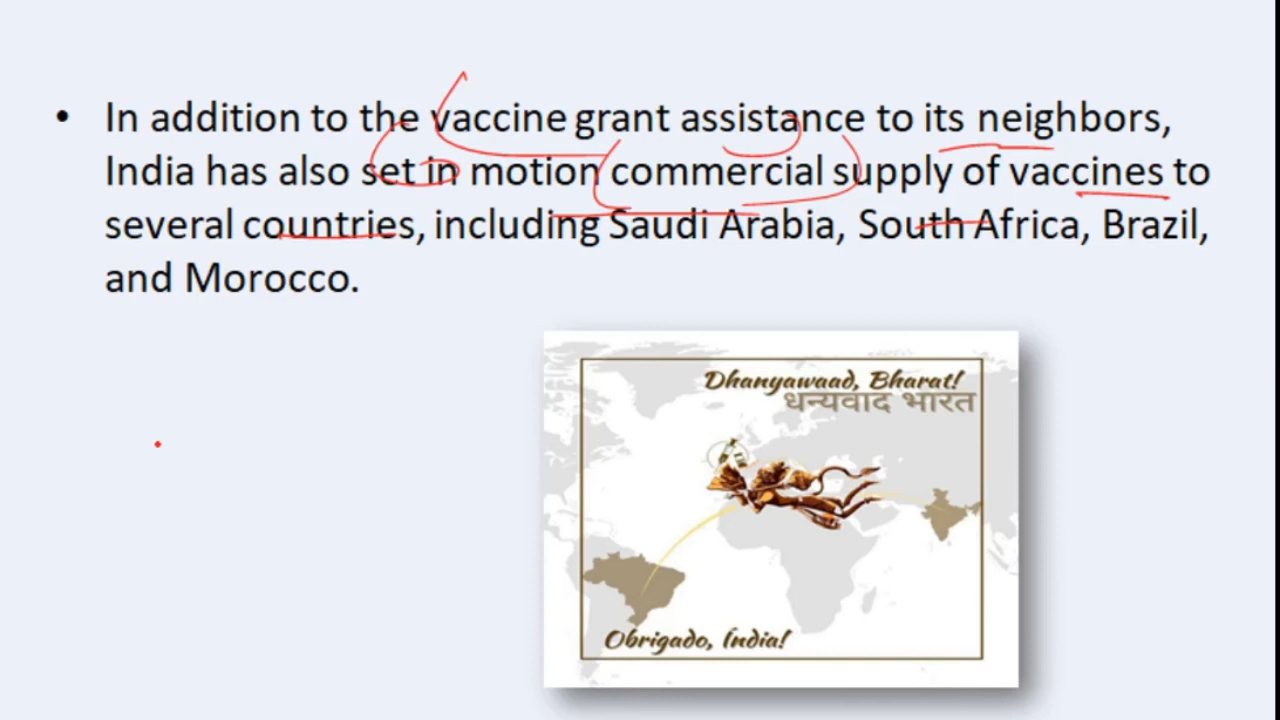 • In addition to the vaccine grant assistance to its neighbors,
India has also set in motion commercial supply of vaccines to
several countries, including Saudi Arabia, South Africa, Brazil,
and Morocco.
Dhanyawaad, Bharat!
धन्यवाद भारत
Obrigado, Índia!